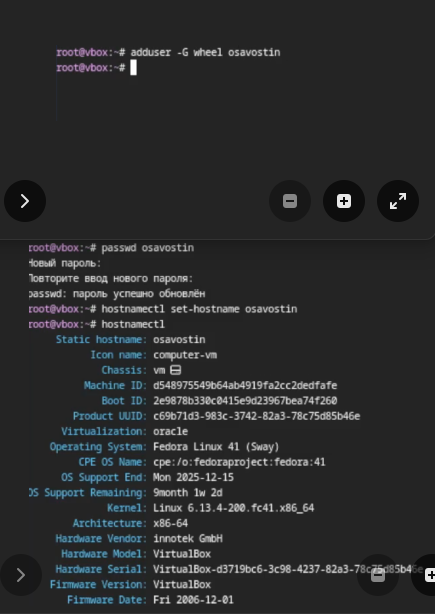 root@vbox:~# adduser -G wheel osavostin
root@vbox:~#
root@vbox:~# passwd osavostin
Новый пароль:
Повторите ввод нового пароля:
passwd: пароль успешно обновлён
root@vbox:~# hostnamectl set-hostname osavostin
root@vbox:~# hostnamectl
Static hostname: osavostin
Icon name: computer-vm
Chassis: vm
Machine ID: d548975549b64ab4919fa2cc2dedfafe
Boot ID: 2e9878b330c0415e9d23967bea74f260
Product UUID: c69b71d3-983c-3742-82a3-78c75d85b46e
Virtualization: oracle
Operating System: Fedora Linux 41 (Sway)
CPE OS Name: cpe:/o:fedoraproject:fedora:41
OS Support End: Mon 2025-12-15
OS Support Remaining: 9month 1w 2d
Kernel: Linux 6.13.4-200.fc41.x86_64
Architecture: x86-64
Hardware Vendor: innotek GmbH
Hardware Model: VirtualBox
Hardware Serial: VirtualBox-d3719bc6-3c98-4237-82a3-78c75d85b46e
Firmware Version: VirtualBox
Firmware Date: Fri 2006-12-01